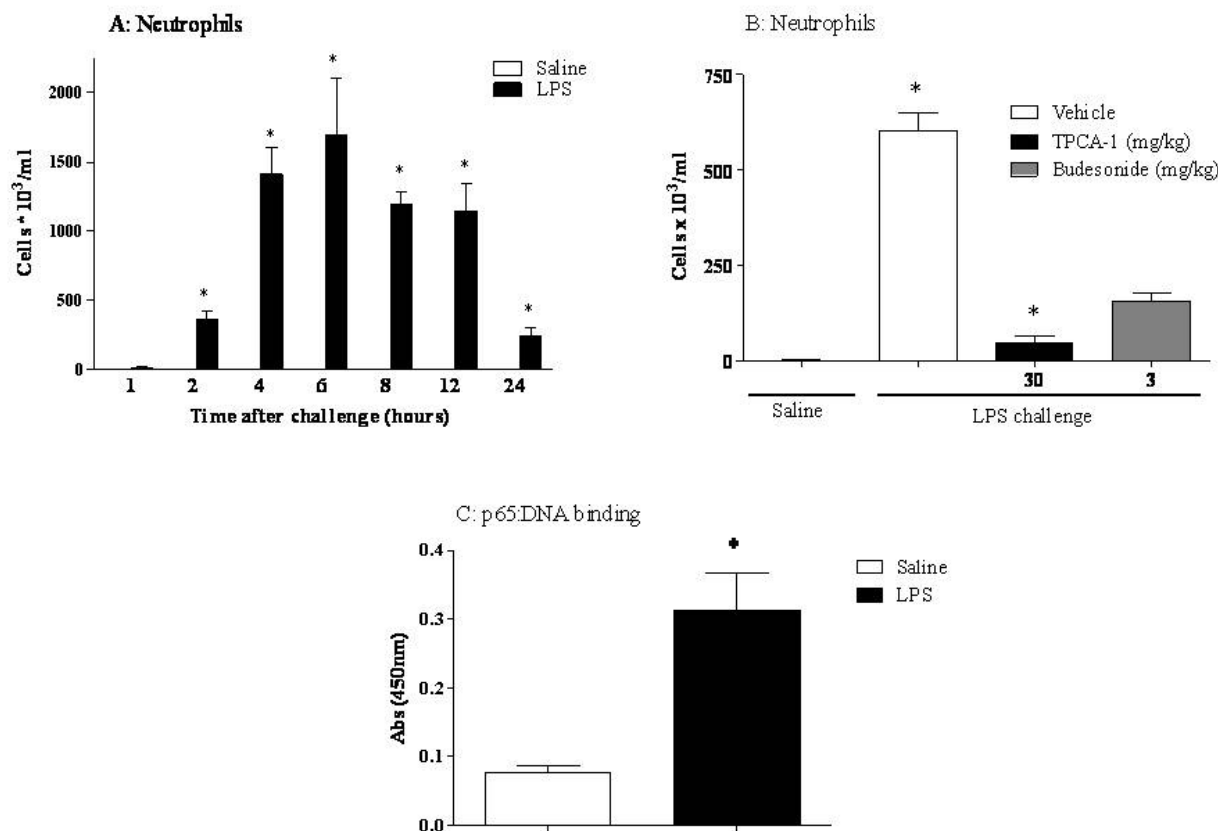 A: Neutrophils
Saline
LPS
Cells * 10³/ml
2000
1500
1000
500
0
1 2 4 6 8 12 24
Time after challenge (hours)
* * * * * *
B: Neutrophils
Vehicle
TPCA-1 (mg/kg)
Budesonide (mg/kg)
Cells x 10³/ml
750
500
250
0
* *
30 3
Saline LPS challenge
C: p65:DNA binding
Saline
LPS
Abs (450nm)
0.4
0.3
0.2
0.1
0.0
*